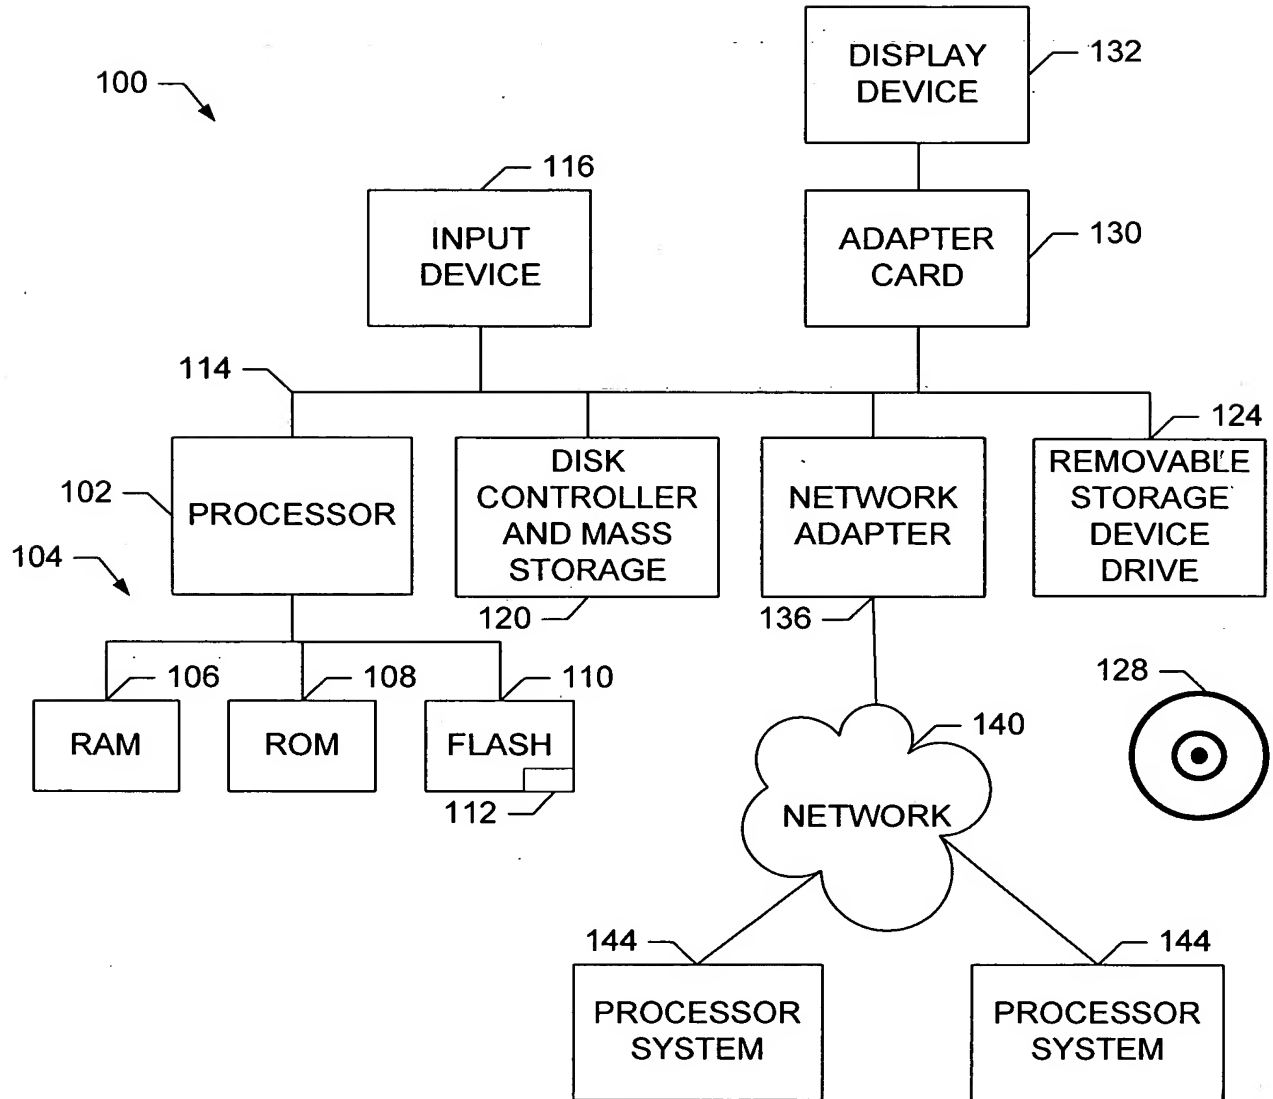 DISPLAY
DEVICE
132
100
116
INPUT
DEVICE
ADAPTER
CARD
130
114
124
PROCESSOR
102
DISK
CONTROLLER
AND MASS
STORAGE
120
NETWORK
ADAPTER
136
REMOVABLE
STORAGE
DEVICE
DRIVE
104
106
RAM
108
ROM
110
FLASH
112
128
140
NETWORK
144
PROCESSOR
SYSTEM
144
PROCESSOR
SYSTEM